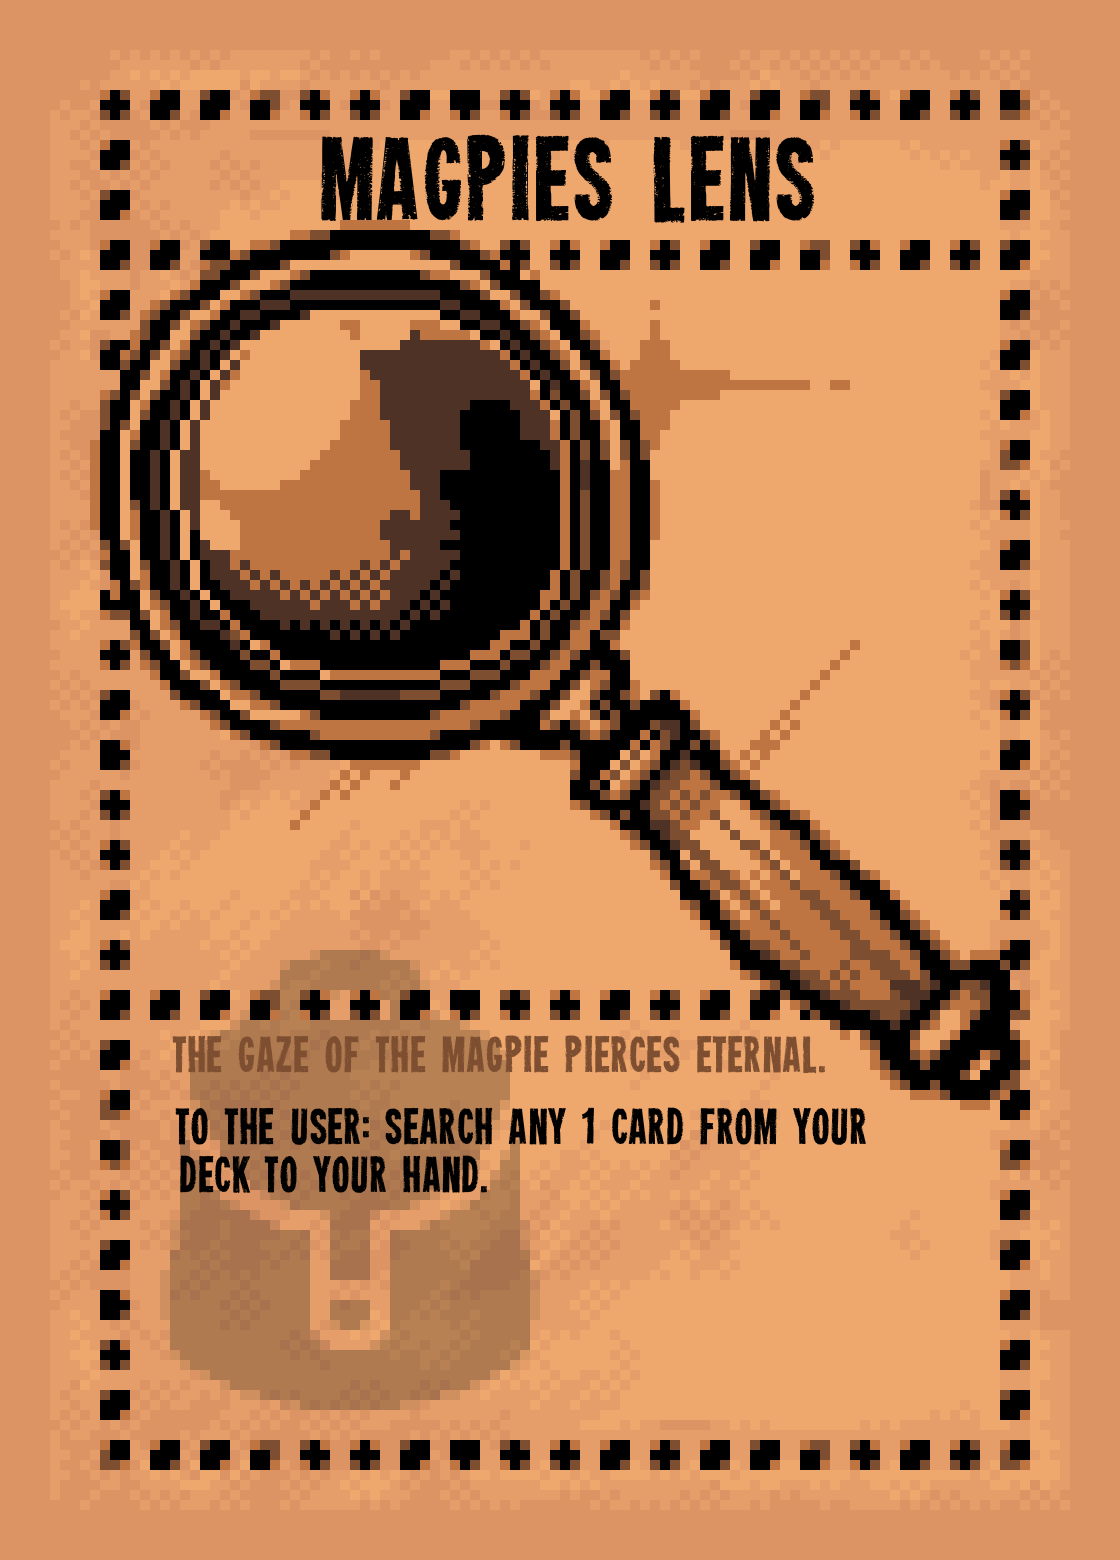 MAGPIES LENS
THE GAZE OF THE MAGPIE PIERCES ETERNAL.
TO THE USER: SEARCH ANY 1 CARD FROM YOUR
DECK TO YOUR HAND.